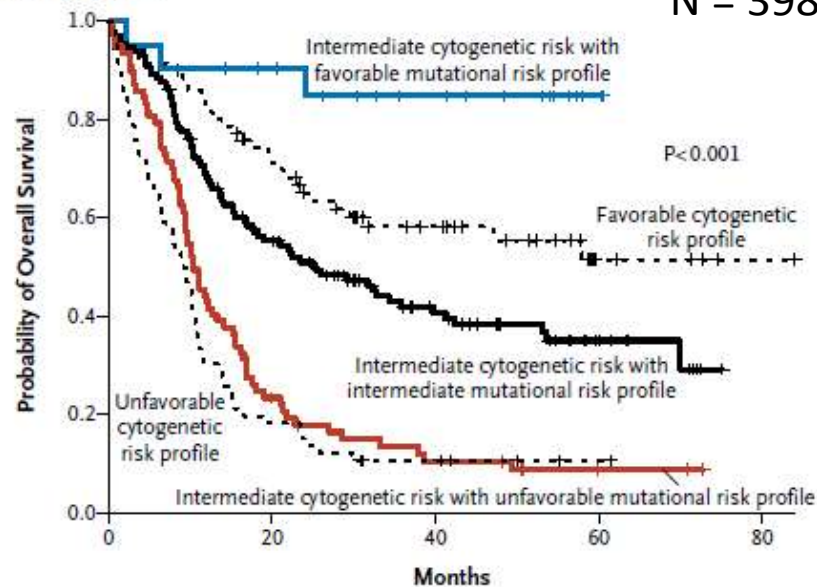 N = 398
Intermediate cytogenetic risk with
favorable mutational risk profile
P<0.001
Favorable cytogenetic
risk profile
Intermediate cytogenetic risk with
intermediate mutational risk profile
Unfavorable
cytogenetic
risk profile
Intermediate cytogenetic risk with unfavorable mutational risk profile
Probability of Overall Survival
1.0
0.8
0.6
0.4
0.2
0.0
0
20
40
60
80
Months